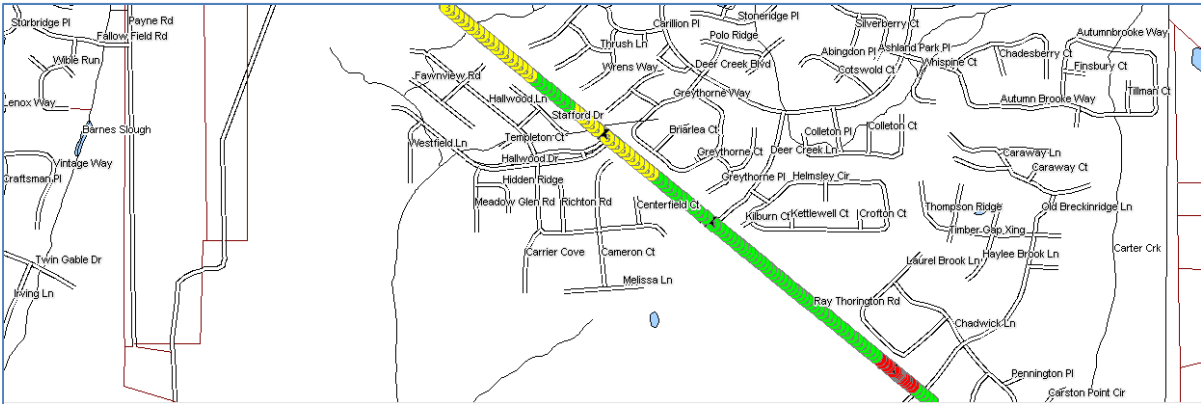 Sturbridge Pl
Payne Rd
Fallow Field Rd
Wible Run
Lenox Way
Barnes Slough
Vintage Way
Craftsman Pl
Twin Gable Dr
Irving Ln
Carillion Pl
Stoneridge Pl
Silverberry Ct
Autumnbrooke Way
Thrush Ln
Polo Ridge
Abingdon Pl
Ashland Park Pl
Chadesberry Ct
Wrens Way
Deer Creek Blvd
Cotswold Ct
Whispine Ct
Finsbury Ct
Fawnview Rd
Tillman Ct
Hallwood Ln
Greythorne Way
Autumn Brooke Way
Stafford Dr
Westfield Ln
Templeton Ct
Briarlea Ct
Colleton Pl
Colleton Ct
Hallwood Dr
Greythorne Ct
Deer Creek Ln
Caraway Ln
Caraway Ct
Hidden Ridge
Greythorne Pl
Helmsley Cir
Meadow Glen Rd
Richton Rd
Centerfield Ct
Kilburn Ct
Kettlewell Ct
Crofton Ct
Thompson Ridge
Old Breckinridge Ln
Timber Gap Xing
Carrier Cove
Cameron Ct
Laurel Brook Ln
Haylee Brook Ln
Carter Crk
Melissa Ln
Ray Thorington Rd
Chadwick Ln
Pennington Pl
Carston Point Cir